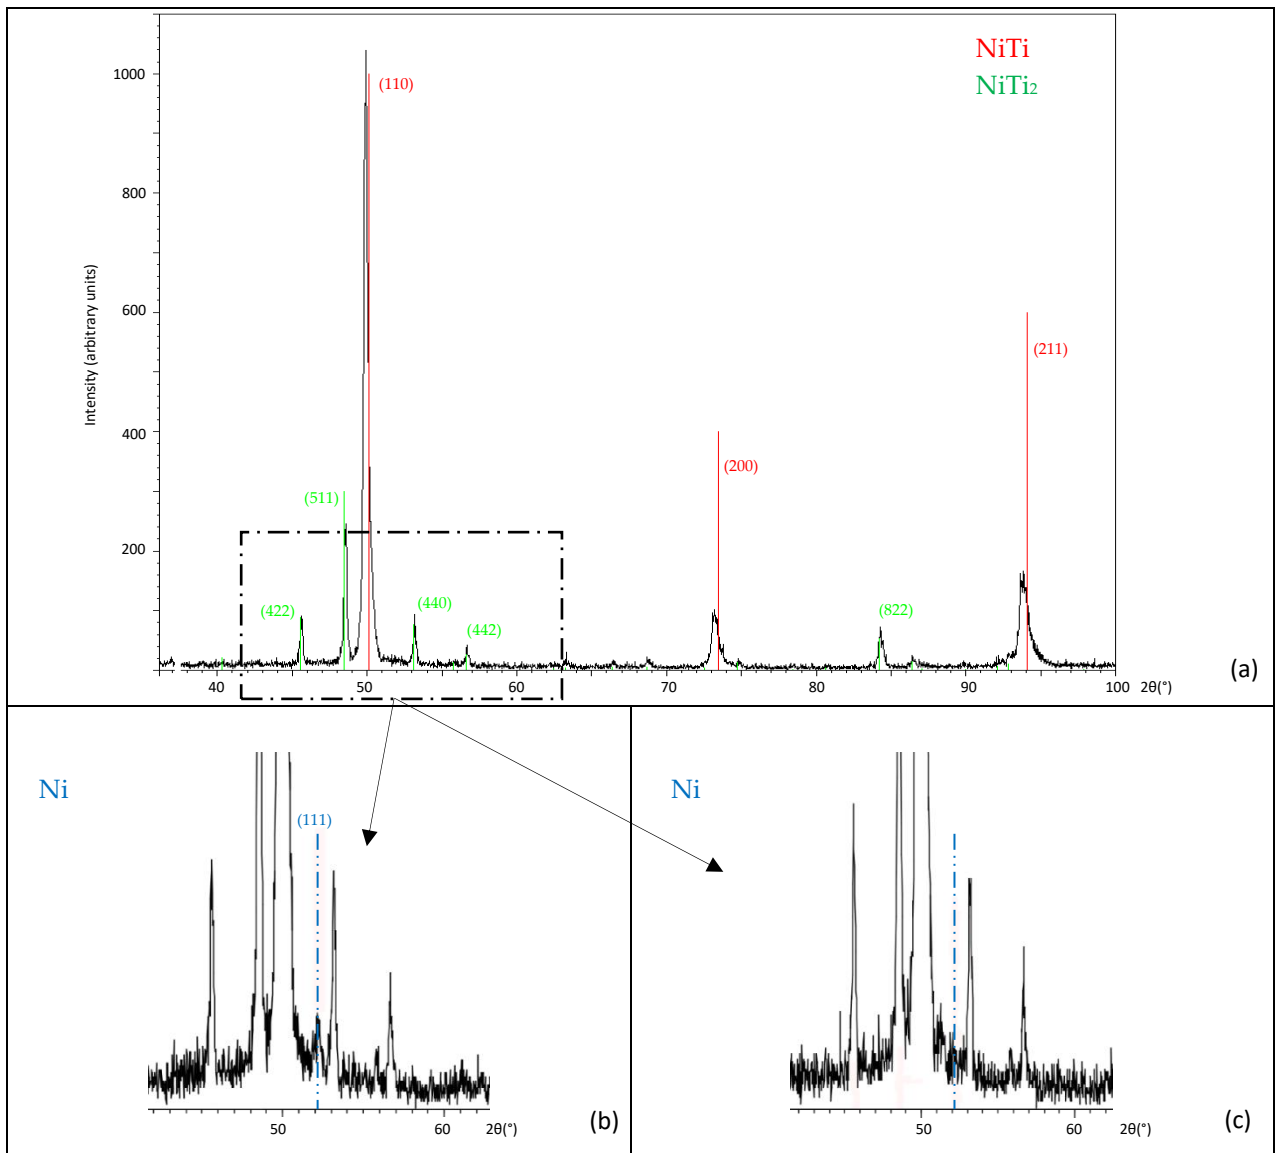 NiTi
NiTi2
1000
(110)
800
600
Intensity (arbitrary units)
(211)
400
(200)
(511)
200
(422)
(440)
(442)
(822)
40
50
60
70
80
90
100
2θ(°)
(a)
Ni
(111)
50
60
2θ(°)
(b)
Ni
50
60
2θ(°)
(c)